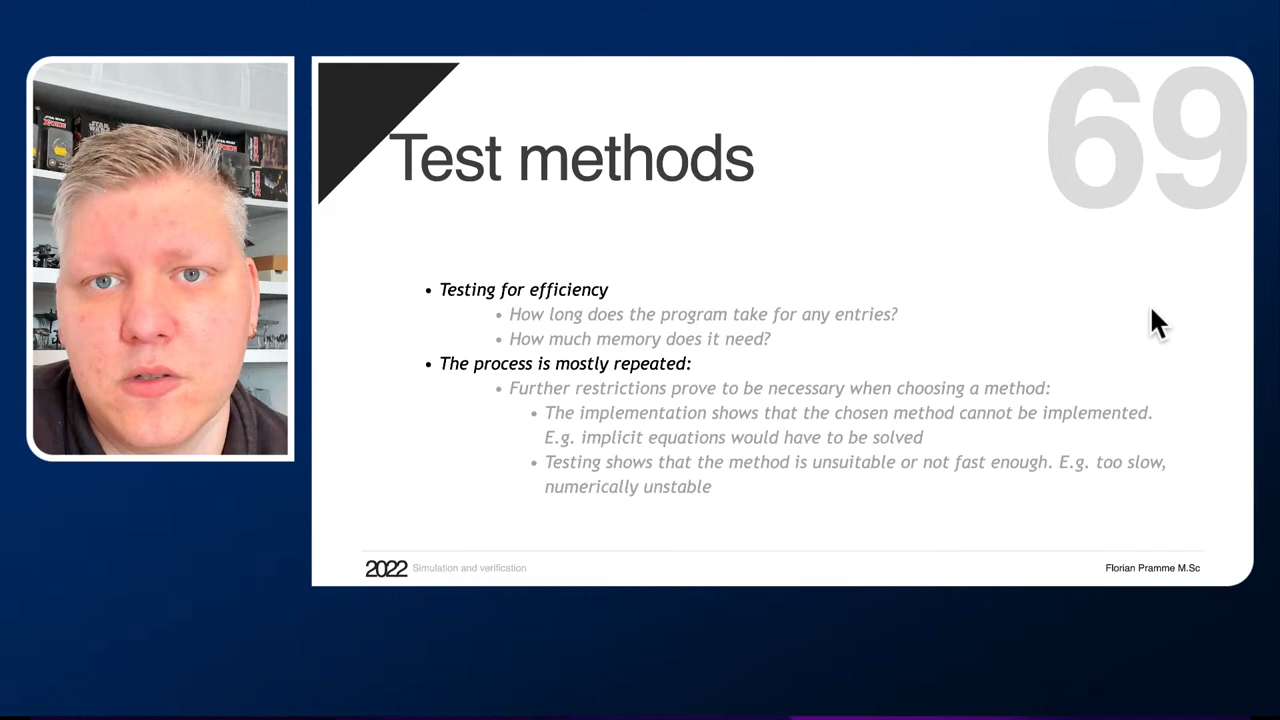 X-WING
STAR
WARS
69
Test methods
• Testing for efficiency
• How long does the program take for any entries?
• How much memory does it need?
• The process is mostly repeated:
• Further restrictions prove to be necessary when choosing a method:
• The implementation shows that the chosen method cannot be implemented.
E.g. implicit equations would have to be solved
• Testing shows that the method is unsuitable or not fast enough. E.g. too slow,
numerically unstable
2022 Simulation and verification
Florian Pramme M.Sc